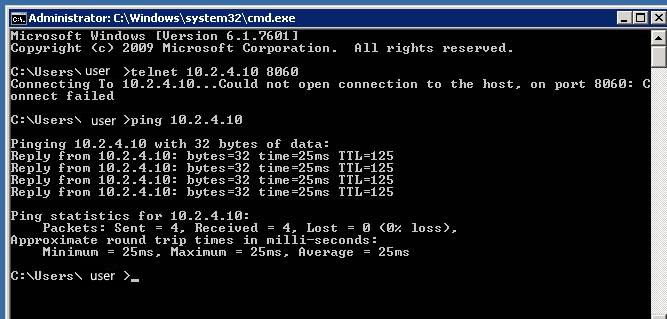 Administrator: C:\Windows\system32\cmd.exe
Microsoft Windows [Version 6.1.7601]
Copyright (c) 2009 Microsoft Corporation.  All rights reserved.
C:\Users\ user >telnet 10.2.4.10 8060
Connecting To 10.2.4.10...Could not open connection to the host, on port 8060: C
onnect failed
C:\Users\ user >ping 10.2.4.10
Pinging 10.2.4.10 with 32 bytes of data:
Reply from 10.2.4.10: bytes=32 time=25ms TTL=125
Reply from 10.2.4.10: bytes=32 time=25ms TTL=125
Reply from 10.2.4.10: bytes=32 time=25ms TTL=125
Reply from 10.2.4.10: bytes=32 time=25ms TTL=125
Ping statistics for 10.2.4.10:
    Packets: Sent = 4, Received = 4, Lost = 0 (0% loss),
Approximate round trip times in milli-seconds:
    Minimum = 25ms, Maximum = 25ms, Average = 25ms
C:\Users\ user >_